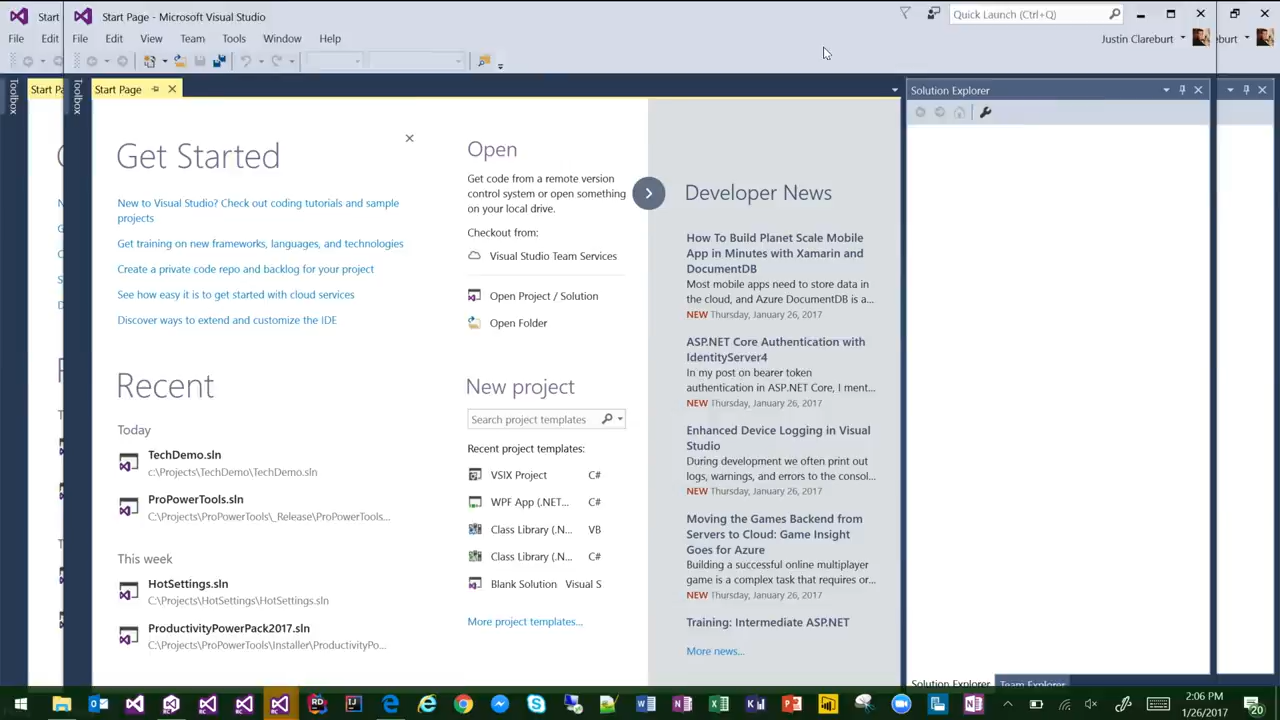 Start
Start Page - Microsoft Visual Studio
Quick Launch (Ctrl+Q)
File Edit
File Edit View Team Tools Window Help
Justin Clareburt
burt
Toolbox
Toolbox
Start Pa
Start Page
Solution Explorer
Get Started
New to Visual Studio? Check out coding tutorials and sample
projects
Get training on new frameworks, languages, and technologies
Create a private code repo and backlog for your project
See how easy it is to get started with cloud services
Discover ways to extend and customize the IDE
Recent
Today
TechDemo.sln
c:\Projects\TechDemo\TechDemo.sln
ProPowerTools.sln
C:\Projects\ProPowerTools\_Release\ProPowerTools...
This week
HotSettings.sln
C:\Projects\HotSettings\HotSettings.sln
ProductivityPowerPack2017.sln
C:\Projects\ProPowerTools\Installer\ProductivityPo...
Open
Get code from a remote version
control system or open something
on your local drive.
Checkout from:
Visual Studio Team Services
Open Project / Solution
Open Folder
New project
Search project templates
Recent project templates:
VSIX Project C#
WPF App (.NET... C#
Class Library (.N... VB
Class Library (.N... C#
Blank Solution Visual S
More project templates...
Developer News
How To Build Planet Scale Mobile
App in Minutes with Xamarin and
DocumentDB
Most mobile apps need to store data in
the cloud, and Azure DocumentDB is a...
NEW Thursday, January 26, 2017
ASP.NET Core Authentication with
IdentityServer4
In my post on bearer token
authentication in ASP.NET Core, I ment...
NEW Thursday, January 26, 2017
Enhanced Device Logging in Visual
Studio
During development we often print out
logs, warnings, and errors to the consol...
NEW Thursday, January 26, 2017
Moving the Games Backend from
Servers to Cloud: Game Insight
Goes for Azure
Building a successful online multiplayer
game is a complex task that requires or...
NEW Thursday, January 26, 2017
Training: Intermediate ASP.NET
More news...
Solution Explorer Team Explorer
2:06 PM
1/26/2017
20